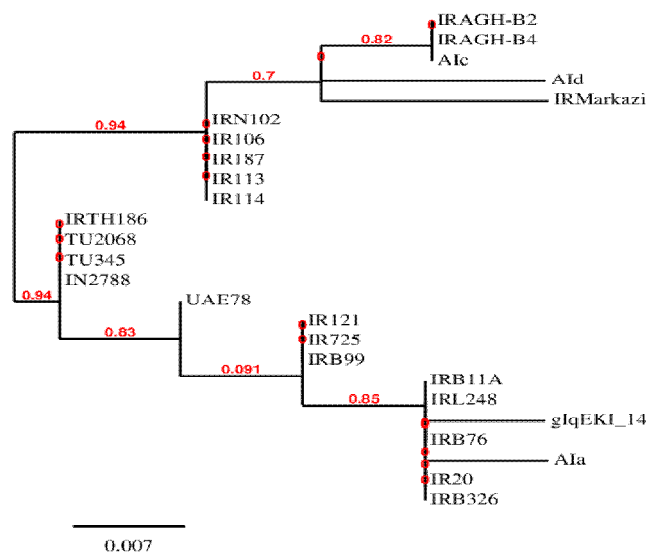 IRAGH-B2
0.82
IRAGH-B4
AIc
0.7
AId
IRMarkazi
0.94
IRN102
IR106
IR187
IR113
IR114
IRTH186
TU2068
TU345
IN2788
0.94
UAE78
0.83
IR121
IR725
IRB99
0.091
IRB11A
0.85
IRL248
gIqEKI_14
IRB76
AIa
IR20
IRB326
0.007